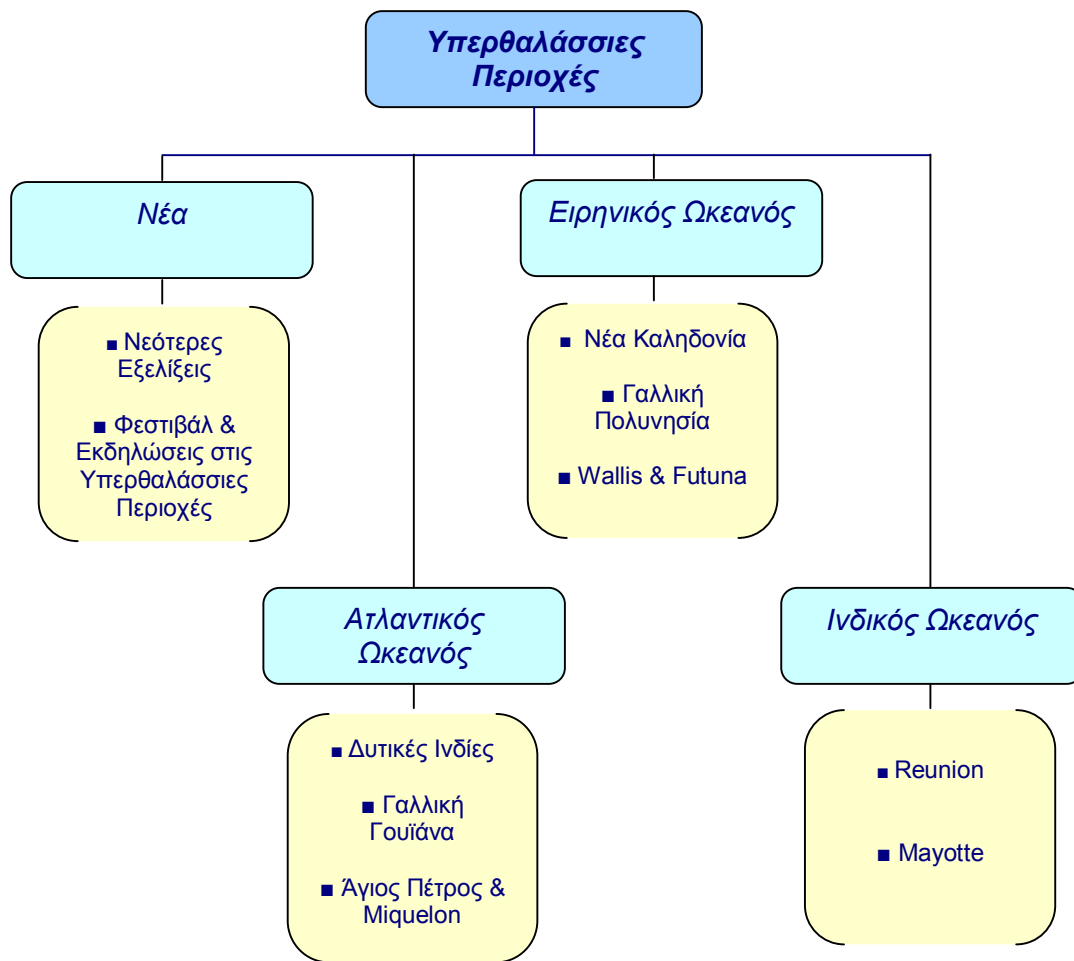 Υπερθαλάσσιες
Περιοχές
Νέα
■ Νεότερες
Εξελίξεις
■ Φεστιβάλ &
Εκδηλώσεις στις
Υπερθαλάσσιες
Περιοχές
Ειρηνικός Ωκεανός
■ Νέα Καληδονία
■ Γαλλική
Πολυνησία
■ Wallis & Futuna
Ατλαντικός
Ωκεανός
■ Δυτικές Ινδίες
■ Γαλλική
Γουϊάνα
■ Άγιος Πέτρος &
Miquelon
Ινδικός Ωκεανός
■ Reunion
■ Mayotte